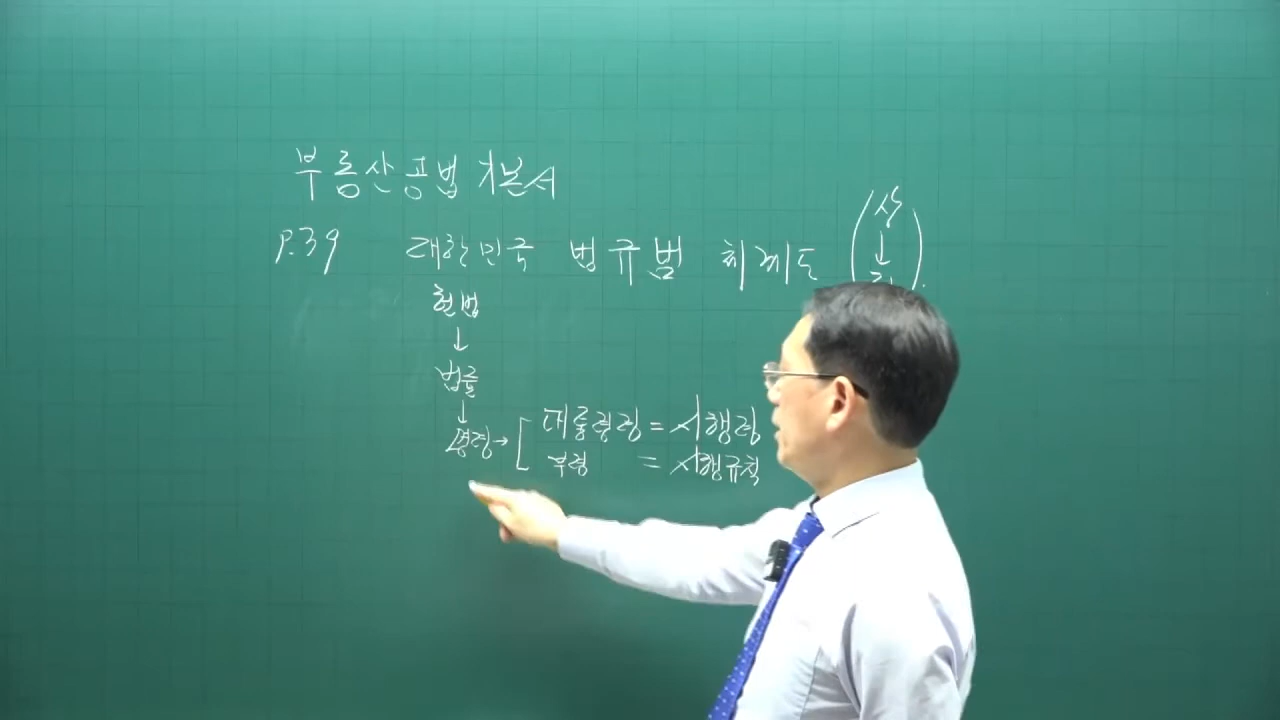 부동산공법 기본서
P.39 대한민국 법규범 체계도 (상
↓
헌법
↓
법률
↓
명령→[ 대통령령 = 시행령
부령 = 시행규칙